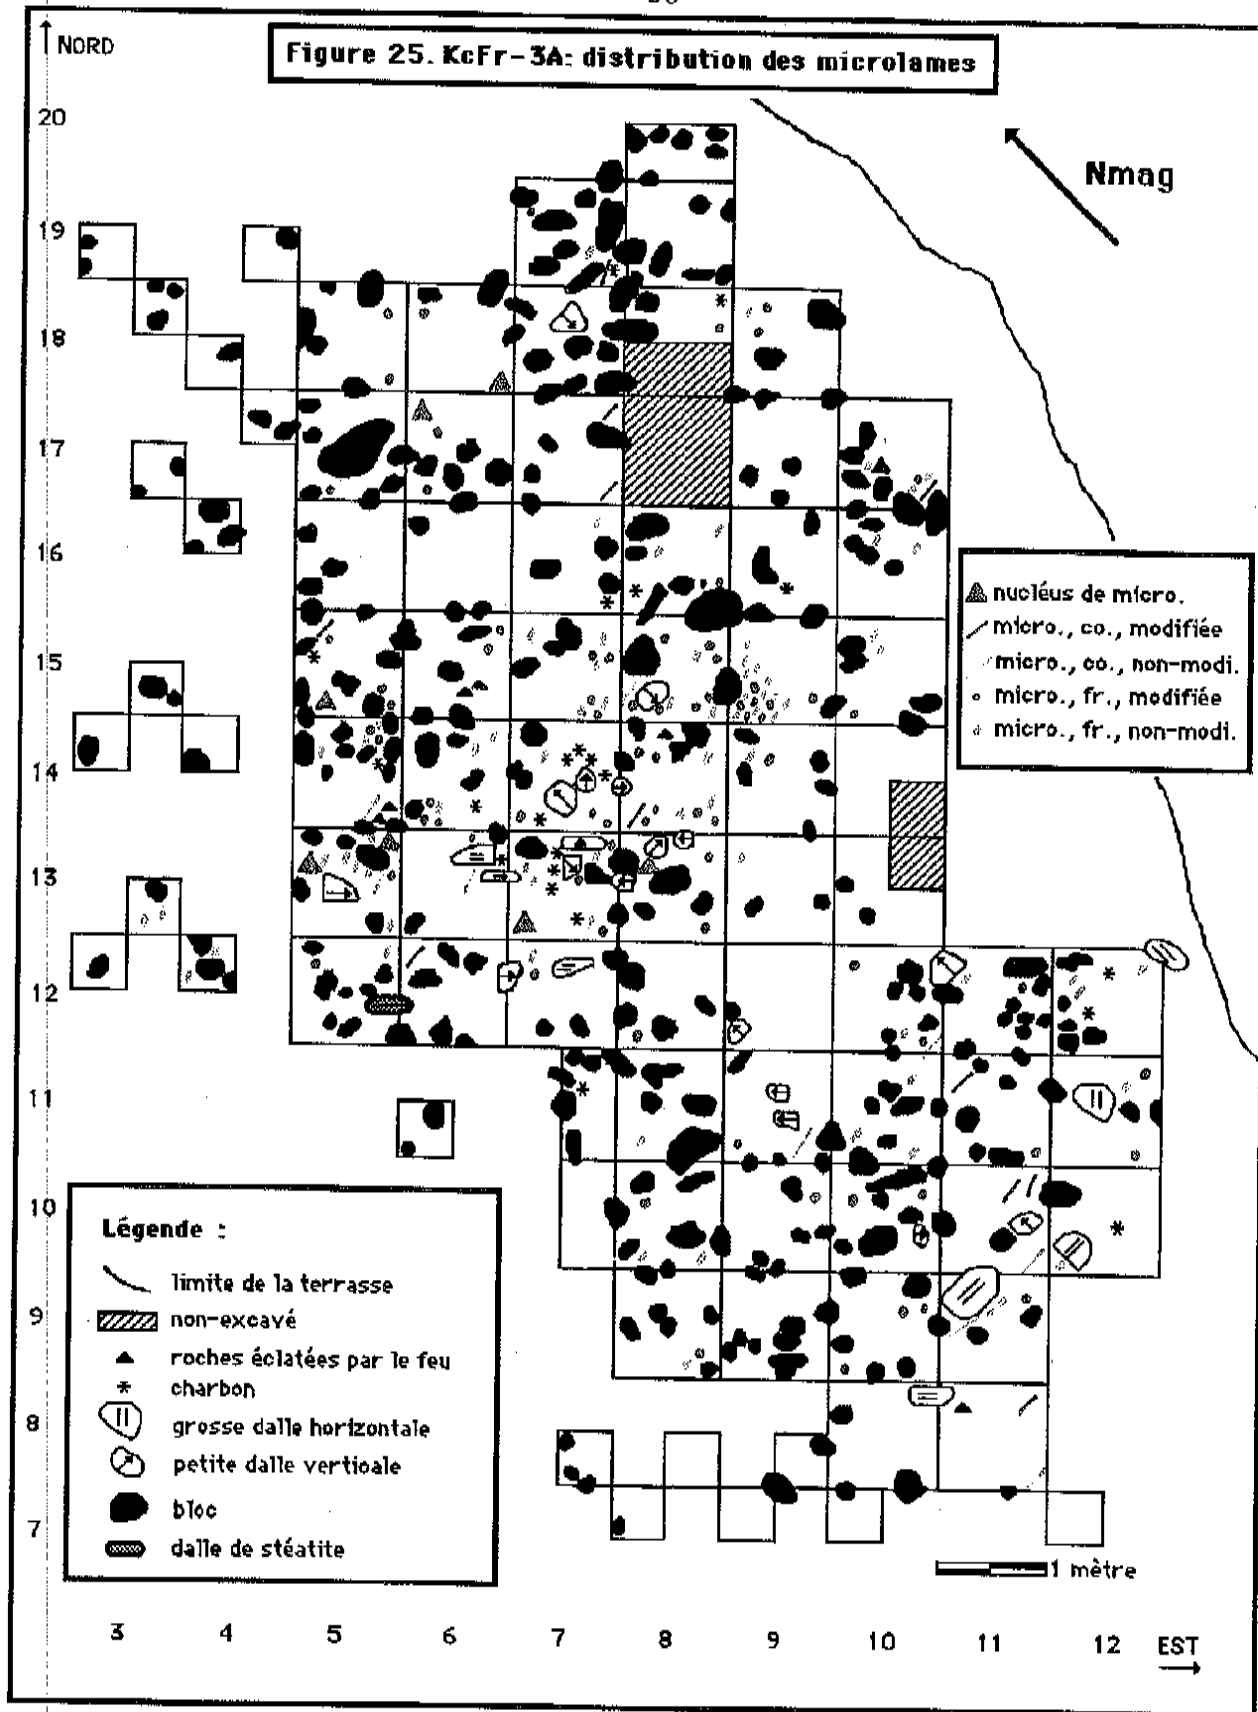 NORD
Figure 25. KcFr-3A: distribution des microlames
Nmag
20
19
18
17
16
15
14
13
12
11
10
9
8
7
nucléus de micro.
micro., co., modifiée
micro., co., non-modi.
micro., fr., modifiée
micro., fr., non-modi.
Légende :
limite de la terrasse
non-excavé
roches éclatées par le feu
charbon
grosse dalle horizontale
petite dalle verticale
bloc
dalle de stéatite
1 mètre
3 4 5 6 7 8 9 10 11 12 EST